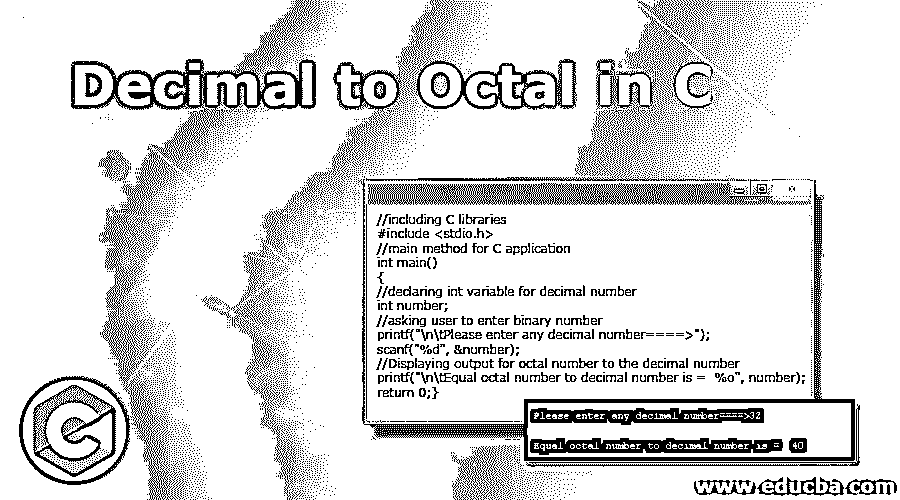 Decimal to Octal in C
//including C libraries
#include <stdio.h>
//main method for C application
int main()
{
//declaring int variable for decimal number
int number;
//asking user to enter binary number
printf("\n\tPlease enter any decimal number====>");
scanf("%d", &number);
//Displaying output for octal number to the decimal number
printf("\n\tEqual octal number to decimal number is =  %o", number);
return 0;}
Please enter any decimal number====>32
Equal octal number to decimal number is =  40
C
www.educba.com